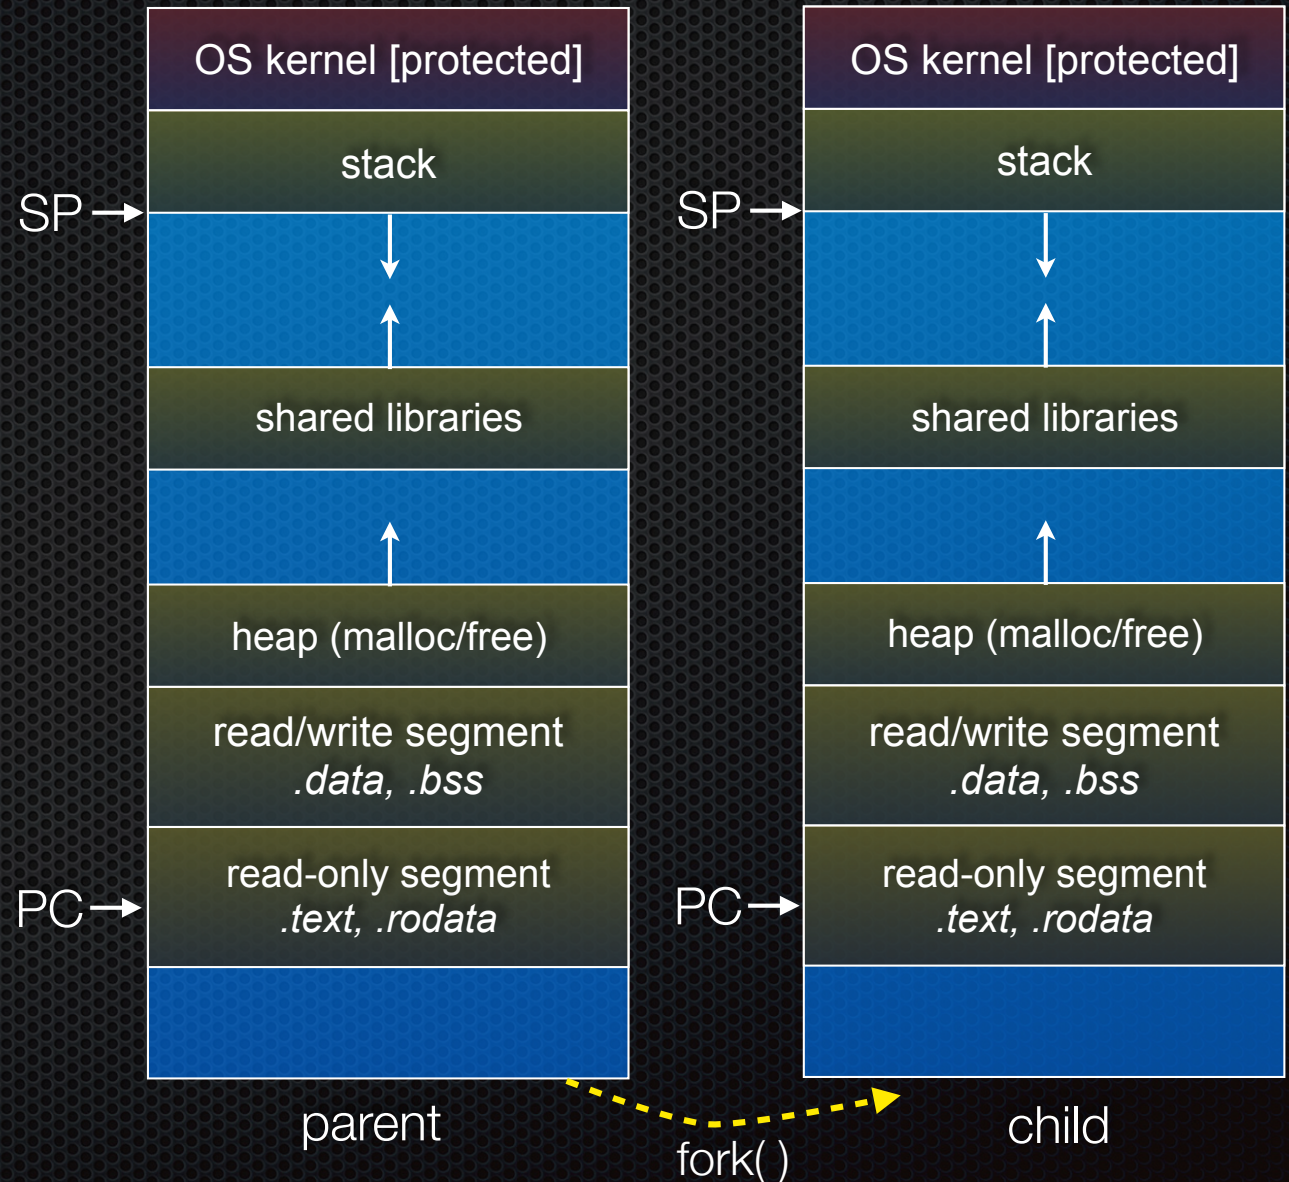 OS kernel [protected]
stack
SP
shared libraries
heap (malloc/free)
read/write segment
.data, .bss
read-only segment
.text, .rodata
PC
parent
OS kernel [protected]
stack
SP
shared libraries
heap (malloc/free)
read/write segment
.data, .bss
read-only segment
.text, .rodata
PC
child
fork( )